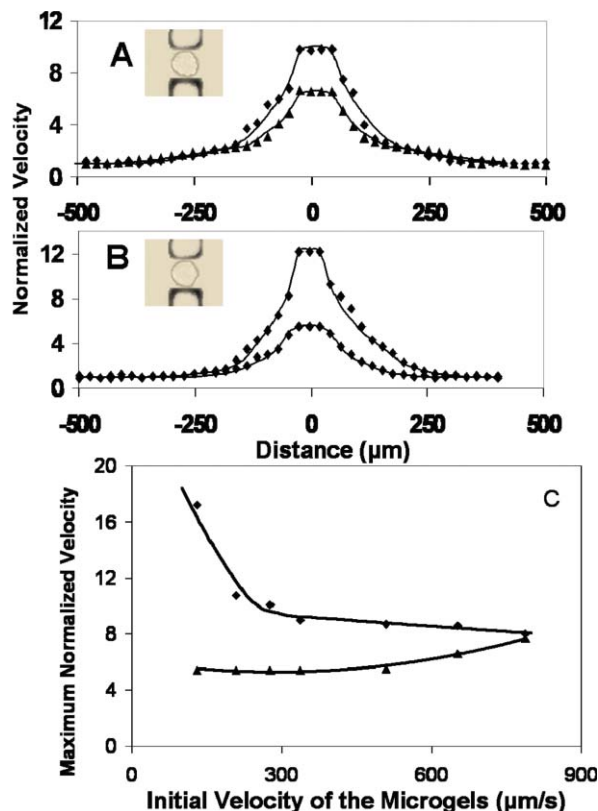 12
A
8
4
0
-500 -250 0 250 500
Normalized Velocity
B
12
8
4
0
-500 -250 0 250 500
Distance (µm)
20
C
16
12
8
4
0
0 300 600 900
Maximum Normalized Velocity
Initial Velocity of the Microgels (µm/s)